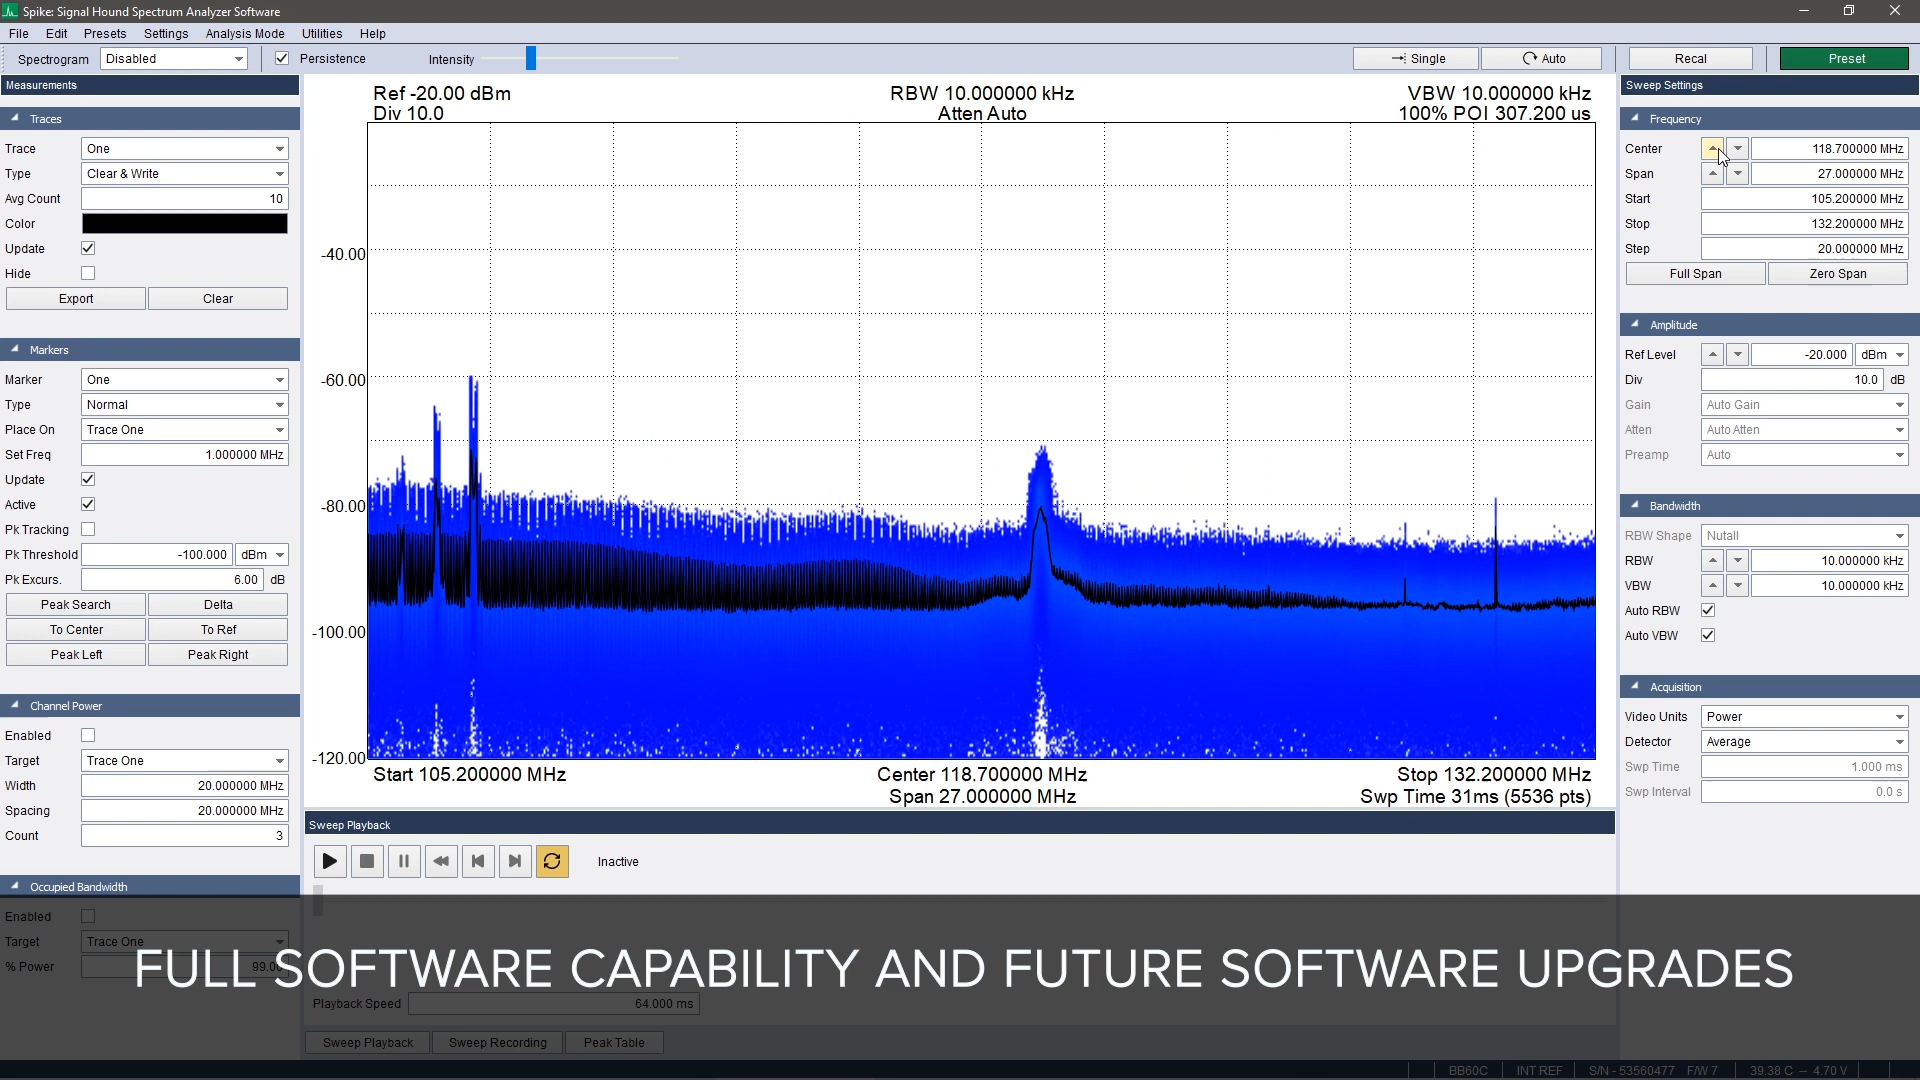 Spike: Signal Hound Spectrum Analyzer Software
File Edit Presets Settings Analysis Mode Utilities Help
Spectrogram Disabled Persistence Intensity Single Auto Recal Preset
Measurements
Traces
Trace One
Type Clear & Write
Avg Count 10
Color
Update
Hide
Export Clear
Markers
Marker One
Type Normal
Place On Trace One
Set Freq 1.000000 MHz
Update
Active
Pk Tracking
Pk Threshold -100.000 dBm
Pk Excurs. 6.00 dB
Peak Search Delta
To Center To Ref
Peak Left Peak Right
Channel Power
Enabled
Target Trace One
Width 20.000000 MHz
Spacing 20.000000 MHz
Count 3
Occupied Bandwidth
Enabled
Target Trace One
% Power 99.00
Ref -20.00 dBm RBW 10.000000 kHz VBW 10.000000 kHz
Div 10.0 Atten Auto 100% POI 307.200 us
-40.00
-60.00
-80.00
-100.00
-120.00
Start 105.200000 MHz Center 118.700000 MHz Stop 132.200000 MHz
Span 27.000000 MHz Swp Time 31ms (5536 pts)
Sweep Playback
Inactive
Playback Speed 64.000 ms
Sweep Playback Sweep Recording Peak Table
Sweep Settings
Frequency
Center 118.700000 MHz
Span 27.000000 MHz
Start 105.200000 MHz
Stop 132.200000 MHz
Step 20.000000 MHz
Full Span Zero Span
Amplitude
Ref Level -20.000 dBm
Div 10.0 dB
Gain Auto Gain
Atten Auto Atten
Preamp Auto
Bandwidth
RBW Shape Nutall
RBW 10.000000 kHz
VBW 10.000000 kHz
Auto RBW
Auto VBW
Acquisition
Video Units Power
Detector Average
Swp Time 1.000 ms
Swp Interval 0.0 s
FULL SOFTWARE CAPABILITY AND FUTURE SOFTWARE UPGRADES
BB60C INT REF S/N - 53560477 F/W 7 39.38 C -- 4.70 V